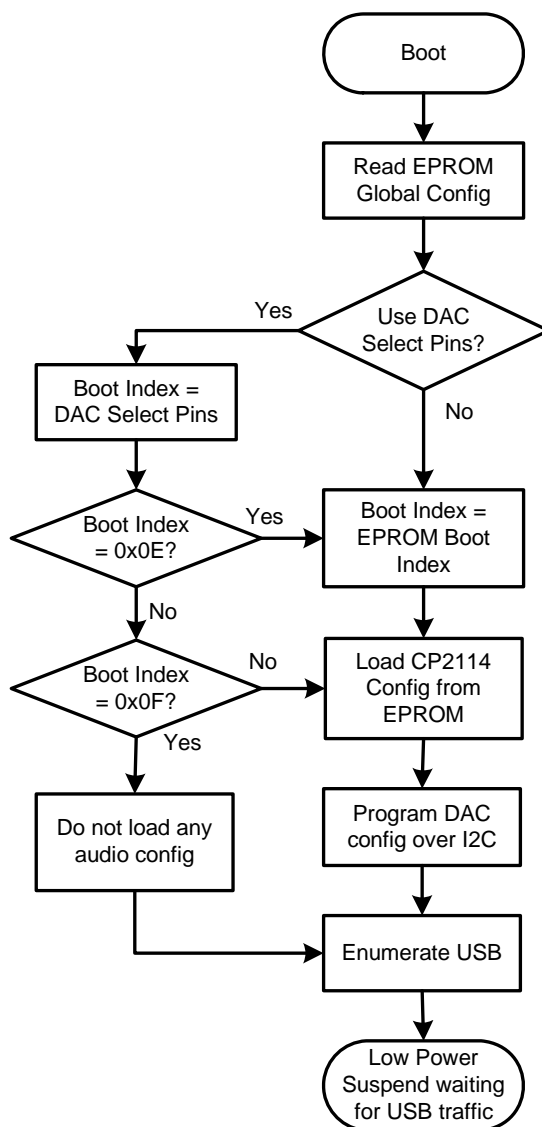 Boot
Read EPROM
Global Config
Use DAC
Select Pins?
Yes
No
Boot Index =
DAC Select Pins
Boot Index
= 0x0E?
Yes
No
Boot Index =
EPROM Boot
Index
Boot Index
= 0x0F?
No
Yes
Load CP2114
Config from
EPROM
Do not load any
audio config
Program DAC
config over I2C
Enumerate USB
Low Power
Suspend waiting
for USB traffic